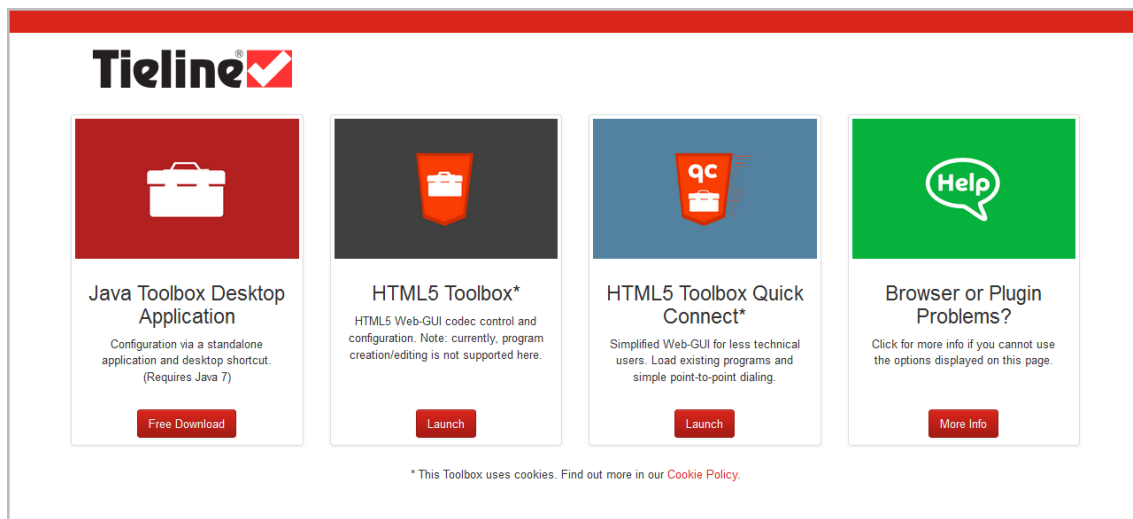 Tieline®
Help
qc
Java Toolbox Desktop
Application
Configuration via a standalone
application and desktop shortcut.
(Requires Java 7)
Free Download
HTML5 Toolbox*
HTML5 Web-GUI codec control and
configuration. Note: currently, program
creation/editing is not supported here.
Launch
HTML5 Toolbox Quick
Connect*
Simplified Web-GUI for less technical
users. Load existing programs and
simple point-to-point dialing.
Launch
Browser or Plugin
Problems?
Click for more info if you cannot use
the options displayed on this page.
More Info
* This Toolbox uses cookies. Find out more in our Cookie Policy.